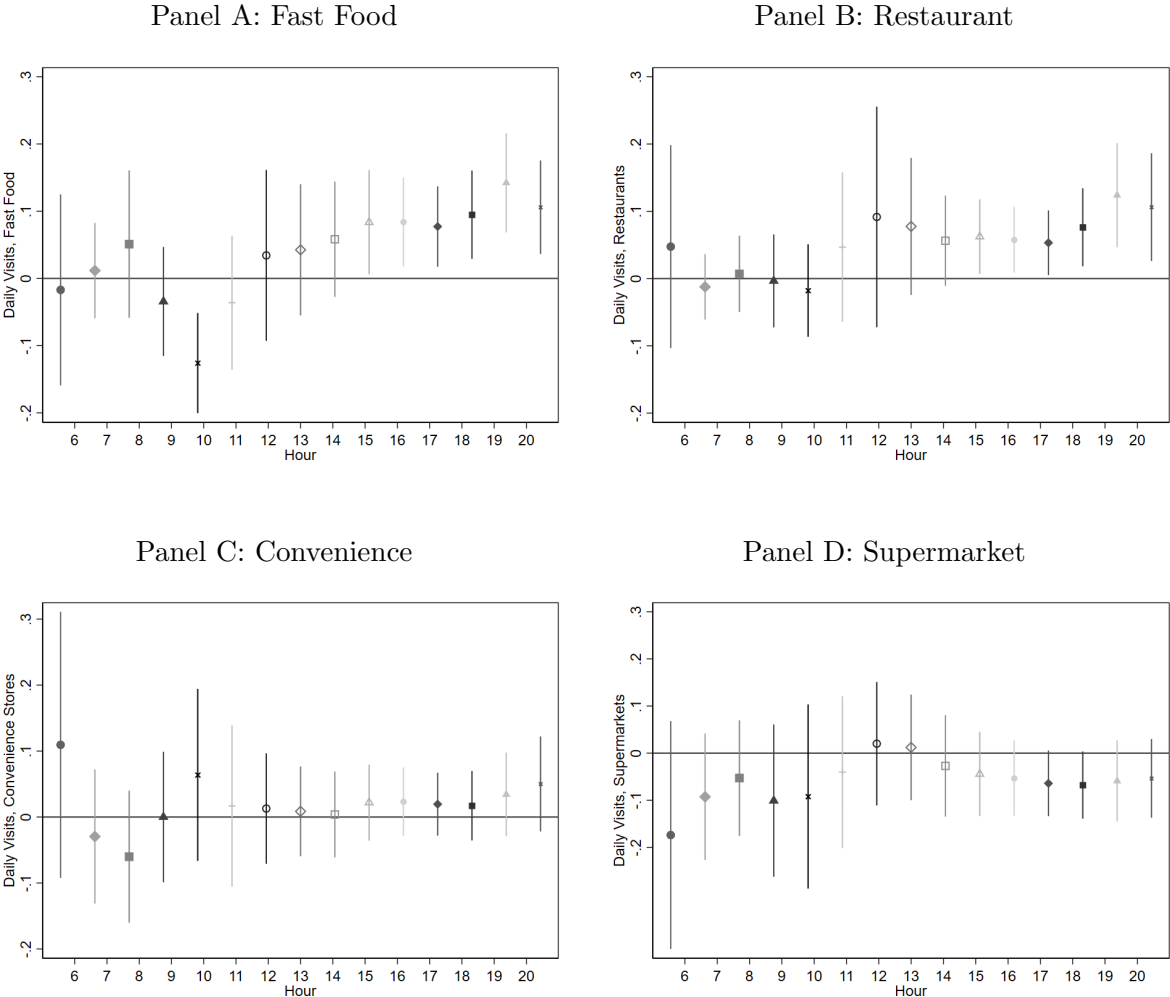 Panel A: Fast Food
Daily Visits, Fast Food
.3
.2
.1
0
-.1
-.2
6 7 8 9 10 11 12 13 14 15 16 17 18 19 20
Hour
Panel B: Restaurant
Daily Visits, Restaurants
.3
.2
.1
0
-.1
-.2
6 7 8 9 10 11 12 13 14 15 16 17 18 19 20
Hour
Panel C: Convenience
Daily Visits, Convenience Stores
.3
.2
.1
0
-.1
-.2
6 7 8 9 10 11 12 13 14 15 16 17 18 19 20
Hour
Panel D: Supermarket
Daily Visits, Supermarkets
.3
.2
.1
0
-.1
-.2
6 7 8 9 10 11 12 13 14 15 16 17 18 19 20
Hour